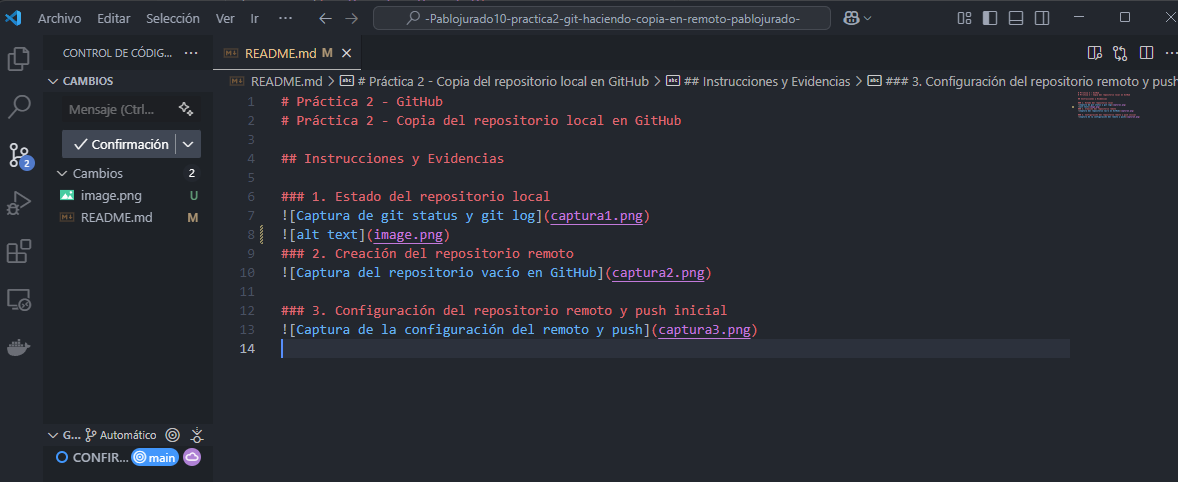 Archivo Editar Selección Ver Ir ··· -Pablojurado10-practica2-git-haciendo-copia-en-remoto-pablojurado-
CONTROL DE CÓDIG... ···
README.md M
CAMBIOS
README.md > # Práctica 2 - Copia del repositorio local en GitHub > ## Instrucciones y Evidencias > ### 3. Configuración del repositorio remoto y push
Mensaje (Ctrl...
Confirmación
Cambios 2
image.png U
README.md M
2
1 # Práctica 2 - GitHub
2 # Práctica 2 - Copia del repositorio local en GitHub
3
4 ## Instrucciones y Evidencias
5
6 ### 1. Estado del repositorio local
7 ![Captura de git status y git log](captura1.png)
8 ![alt text](image.png)
9 ### 2. Creación del repositorio remoto
10 ![Captura del repositorio vacío en GitHub](captura2.png)
11
12 ### 3. Configuración del repositorio remoto y push inicial
13 ![Captura de la configuración del remoto y push](captura3.png)
14
G... Automático
CONFIR... main